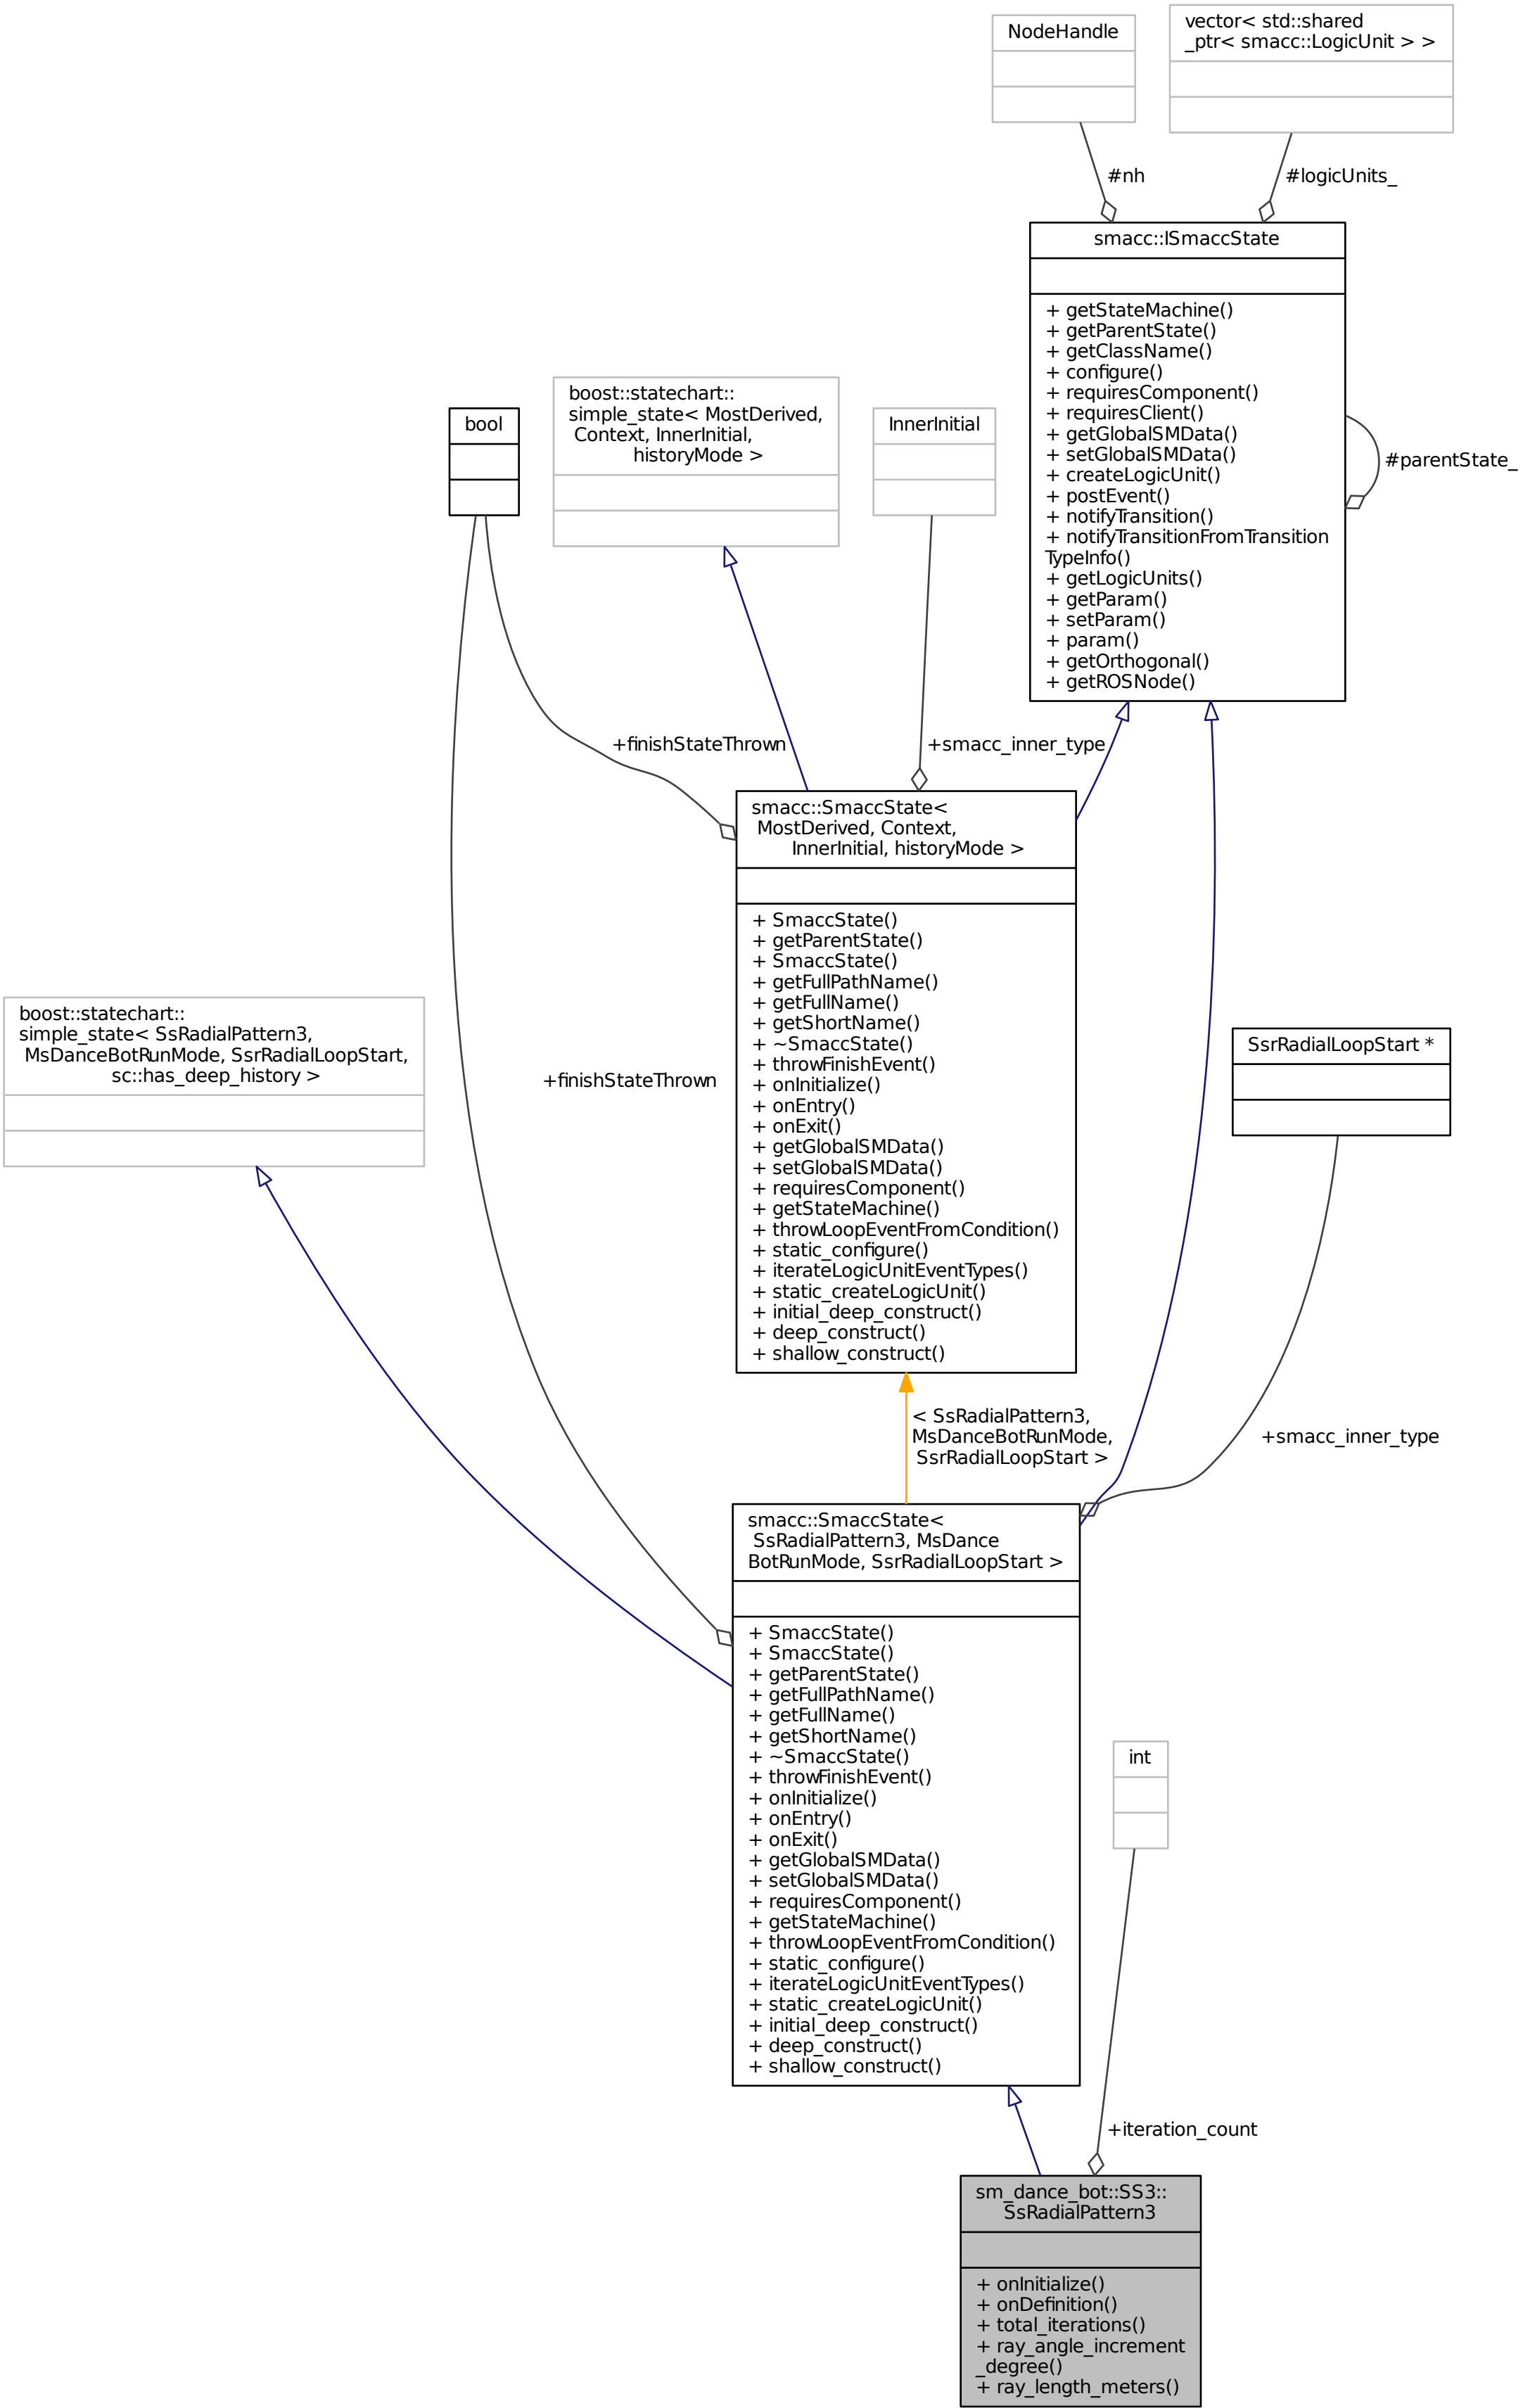 NodeHandle
vector< std::shared
_ptr< smacc::LogicUnit > >
#nh
#logicUnits_
smacc::ISmaccState
+ getStateMachine()
+ getParentState()
+ getClassName()
+ configure()
+ requiresComponent()
+ requiresClient()
+ getGlobalSMData()
+ setGlobalSMData()
+ createLogicUnit()
+ postEvent()
+ notifyTransition()
+ notifyTransitionFromTransition
TypeInfo()
+ getLogicUnits()
+ getParam()
+ setParam()
+ param()
+ getOrthogonal()
+ getROSNode()
#parentState_
bool
boost::statechart::
simple_state< MostDerived,
Context, InnerInitial,
historyMode >
InnerInitial
+finishStateThrown
+smacc_inner_type
smacc::SmaccState<
MostDerived, Context,
InnerInitial, historyMode >
+ SmaccState()
+ getParentState()
+ SmaccState()
+ getFullPathName()
+ getFullName()
+ getShortName()
+ ~SmaccState()
+ throwFinishEvent()
+ onInitialize()
+ onEntry()
+ onExit()
+ getGlobalSMData()
+ setGlobalSMData()
+ requiresComponent()
+ getStateMachine()
+ throwLoopEventFromCondition()
+ static_configure()
+ iterateLogicUnitEventTypes()
+ static_createLogicUnit()
+ initial_deep_construct()
+ deep_construct()
+ shallow_construct()
boost::statechart::
simple_state< SsRadialPattern3,
MsDanceBotRunMode, SsrRadialLoopStart,
sc::has_deep_history >
+finishStateThrown
SsrRadialLoopStart *
< SsRadialPattern3,
MsDanceBotRunMode,
SsrRadialLoopStart >
+smacc_inner_type
smacc::SmaccState<
SsRadialPattern3, MsDance
BotRunMode, SsrRadialLoopStart >
+ SmaccState()
+ SmaccState()
+ getParentState()
+ getFullPathName()
+ getFullName()
+ getShortName()
+ ~SmaccState()
+ throwFinishEvent()
+ onInitialize()
+ onEntry()
+ onExit()
+ getGlobalSMData()
+ setGlobalSMData()
+ requiresComponent()
+ getStateMachine()
+ throwLoopEventFromCondition()
+ static_configure()
+ iterateLogicUnitEventTypes()
+ static_createLogicUnit()
+ initial_deep_construct()
+ deep_construct()
+ shallow_construct()
int
+iteration_count
sm_dance_bot::SS3::
SsRadialPattern3
+ onInitialize()
+ onDefinition()
+ total_iterations()
+ ray_angle_increment
_degree()
+ ray_length_meters()